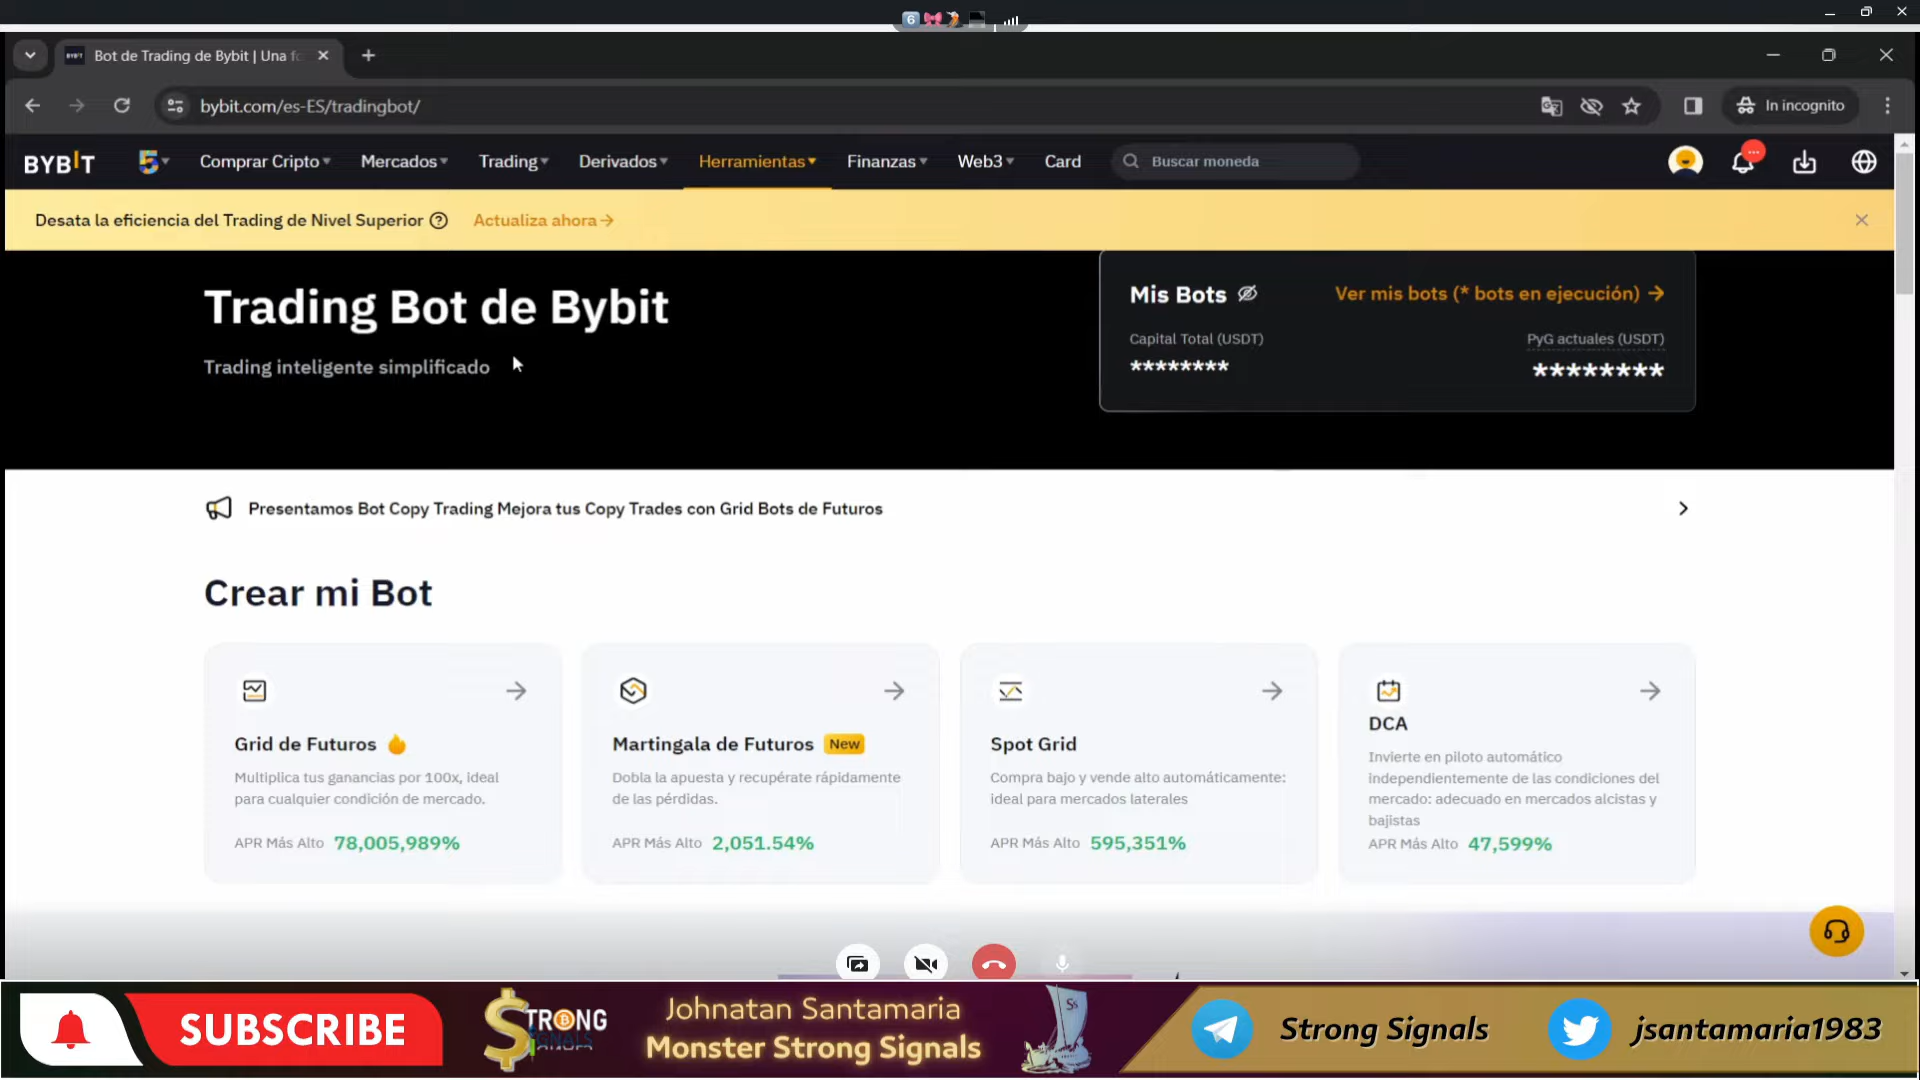 6
Bot de Trading de Bybit | Una fo
bybit.com/es-ES/tradingbot/
In incognito
BYBIT
5
Comprar Cripto
Mercados
Trading
Derivados
Herramientas
Finanzas
Web3
Card
Buscar moneda
Desata la eficiencia del Trading de Nivel Superior
Actualiza ahora
Trading Bot de Bybit
Trading inteligente simplificado
Mis Bots
Ver mis bots (* bots en ejecución)
Capital Total (USDT)
PyG actuales (USDT)
********
********
Presentamos Bot Copy Trading Mejora tus Copy Trades con Grid Bots de Futuros
Crear mi Bot
Grid de Futuros
Multiplica tus ganancias por 100x, ideal
para cualquier condición de mercado.
APR Más Alto 78,005,989%
Martingala de Futuros New
Dobla la apuesta y recupérate rápidamente
de las pérdidas.
APR Más Alto 2,051.54%
Spot Grid
Compra bajo y vende alto automáticamente:
ideal para mercados laterales
APR Más Alto 595,351%
DCA
Invierte en piloto automático
independientemente de las condiciones del
mercado: adecuado en mercados alcistas y
bajistas
APR Más Alto 47,599%
SUBSCRIBE
$TRONG
SIGNALS
Johnatan Santamaria
Monster Strong Signals
Ss
Strong Signals
jsantamaria1983